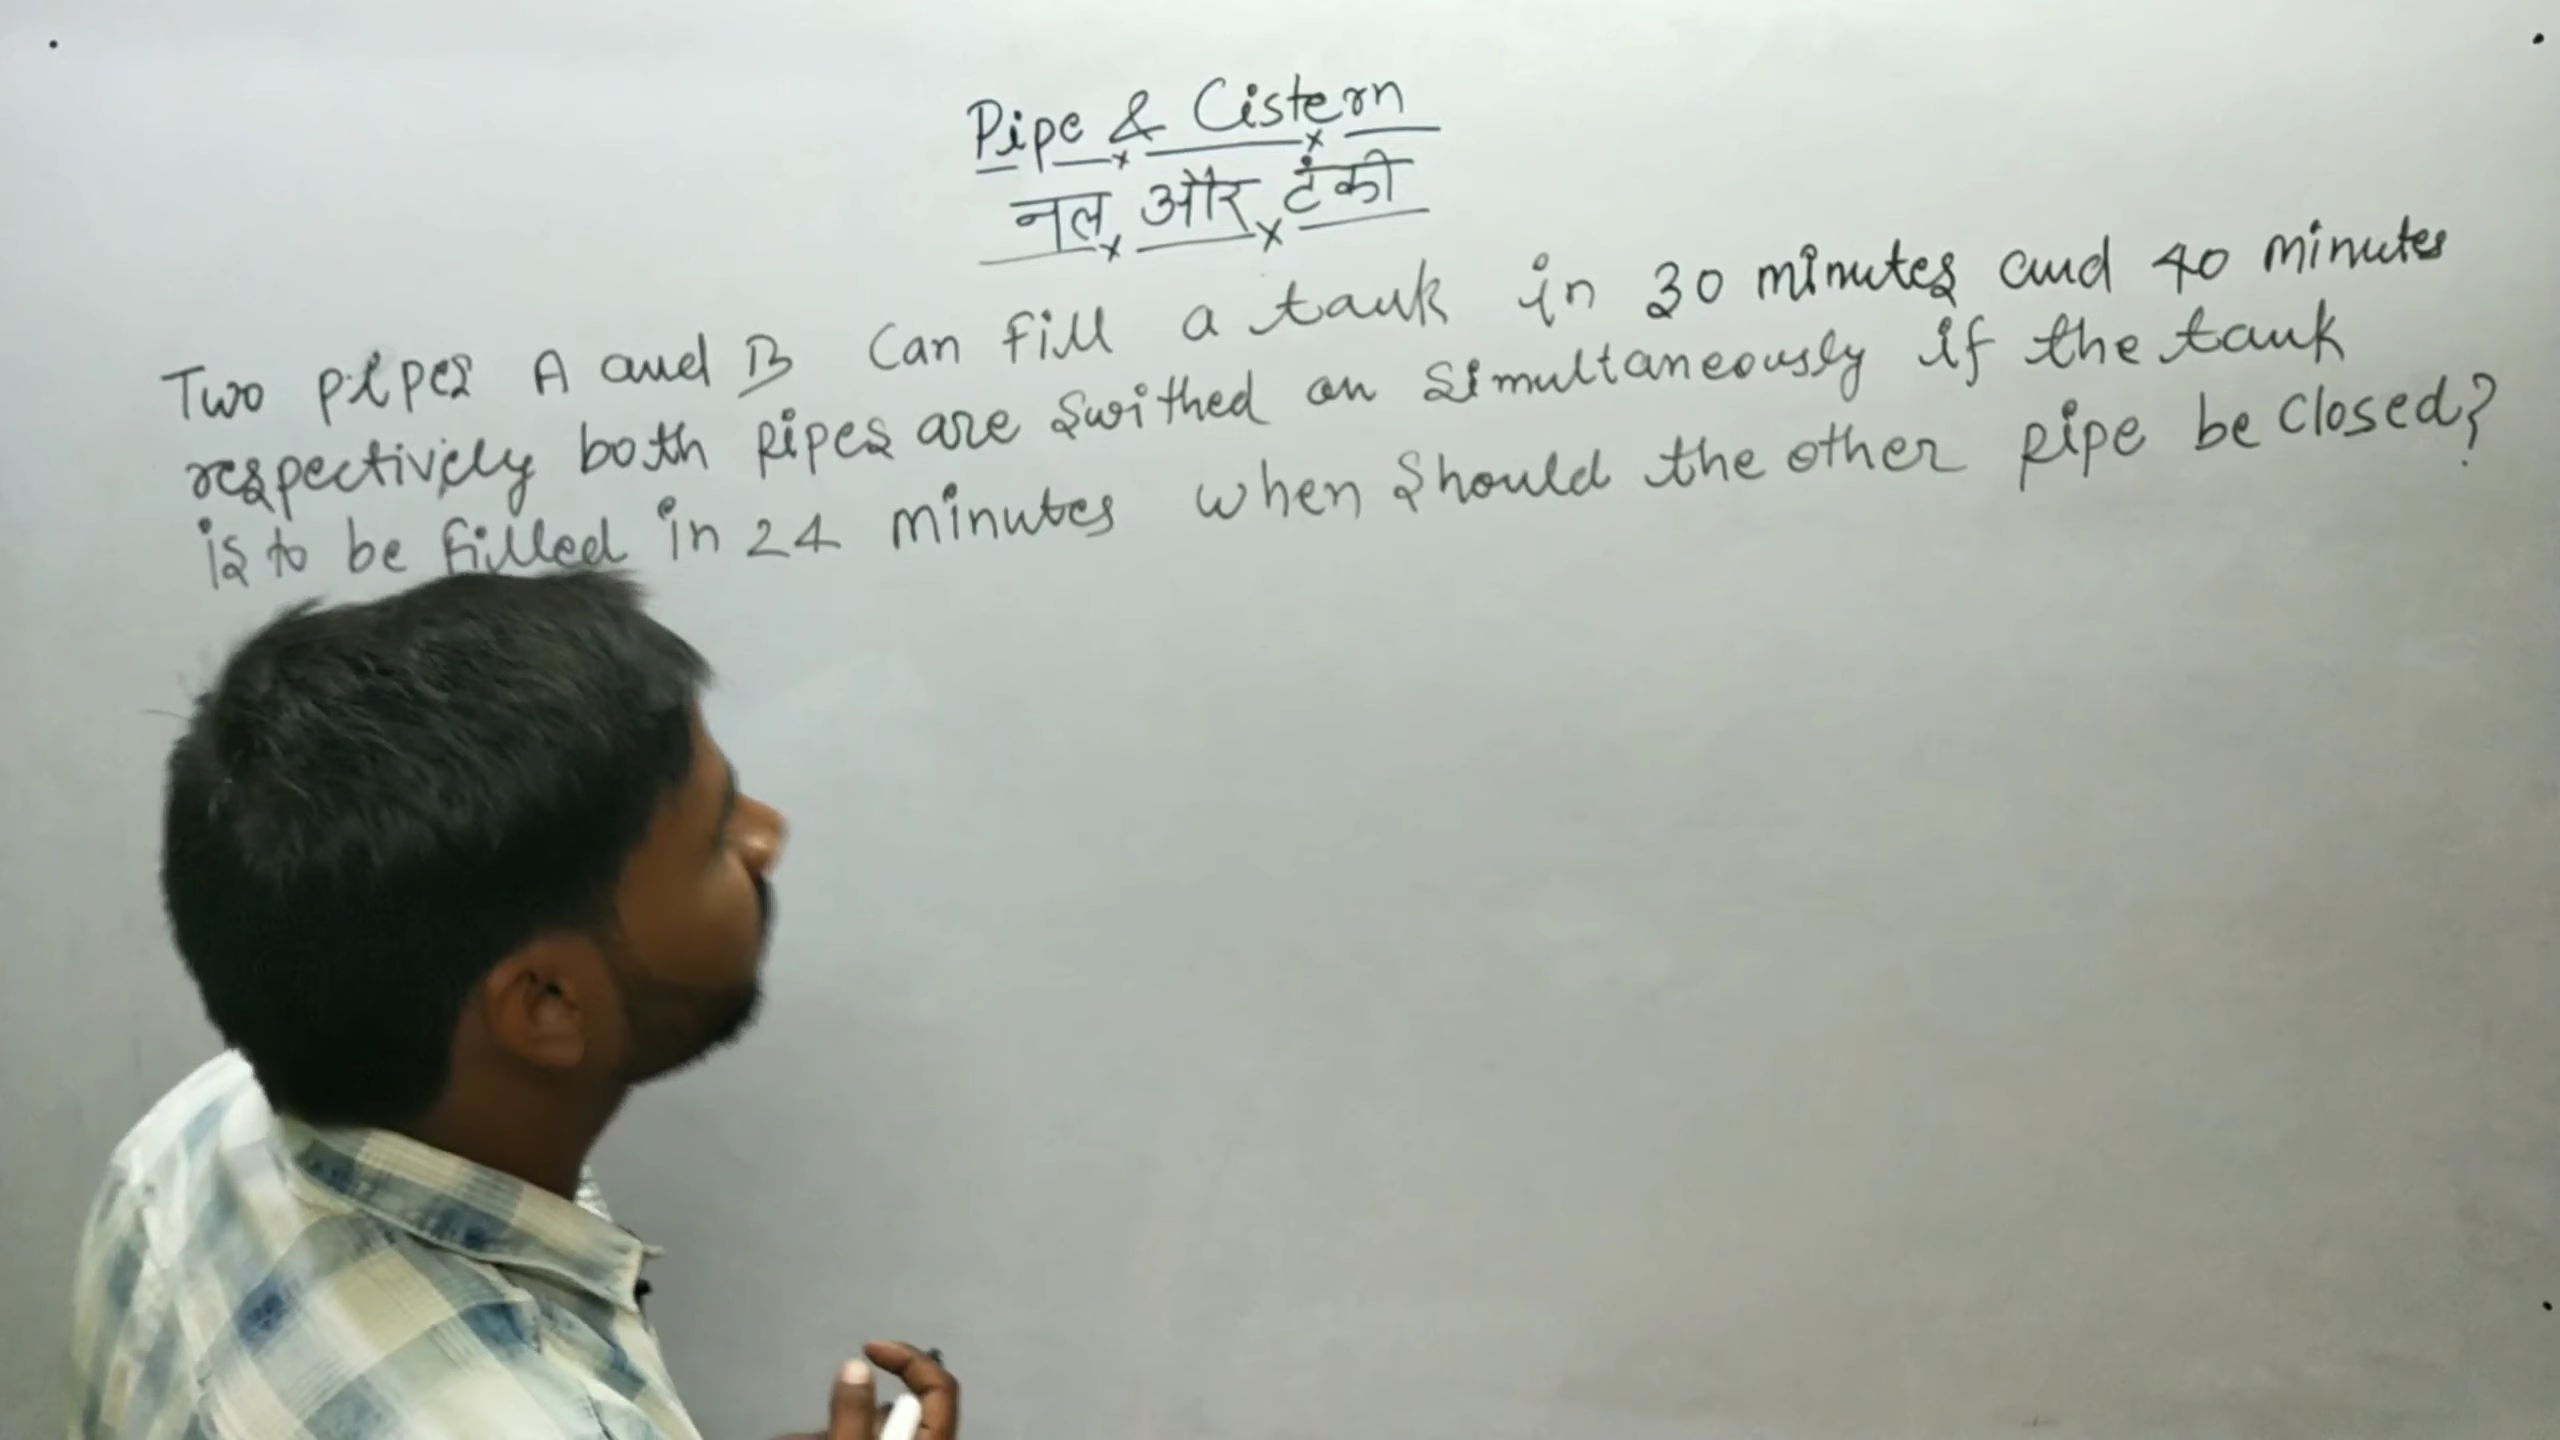 Pipe & Cistern
नल और टंकी
Two pipes A and B Can Fill a tank in 30 minutes and 40 minutes
respectively both Pipes are Swithed on Simultaneously if the tank
is to be filled in 24 minutes when Should the other Pipe be Closed?